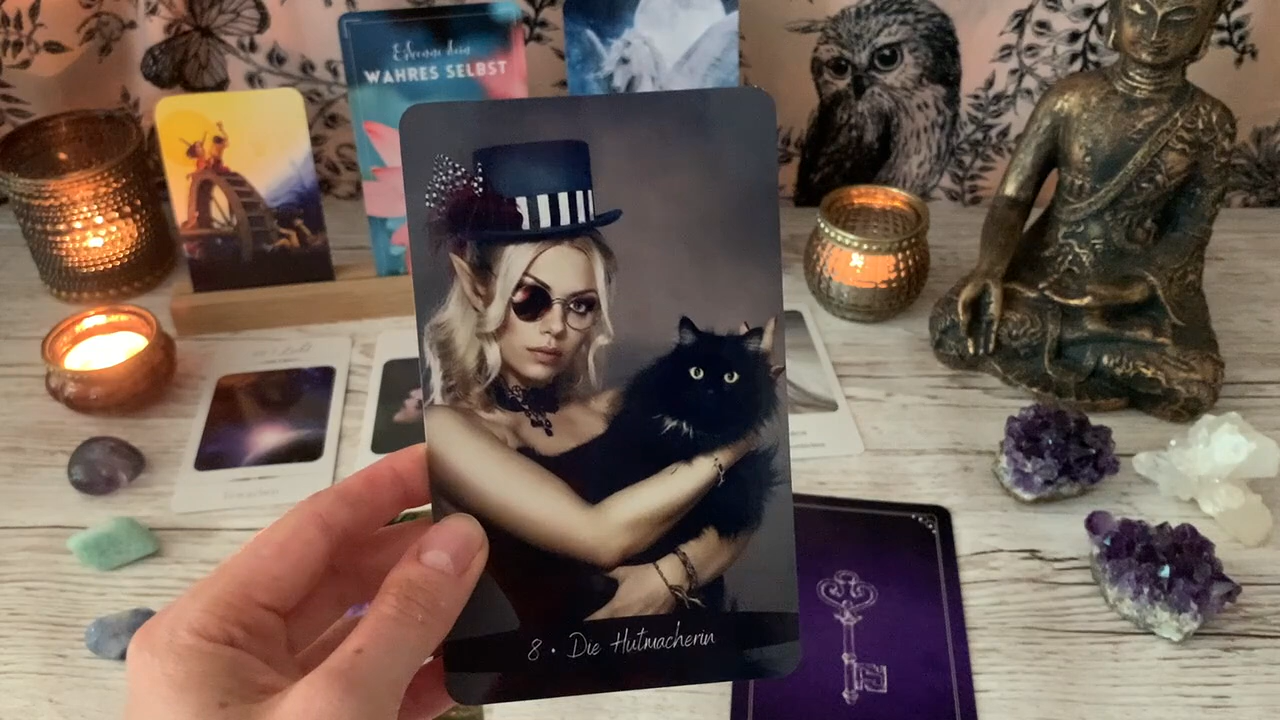 Erkenne dein
WAHRES SELBST
8 • Die Hutmacherin